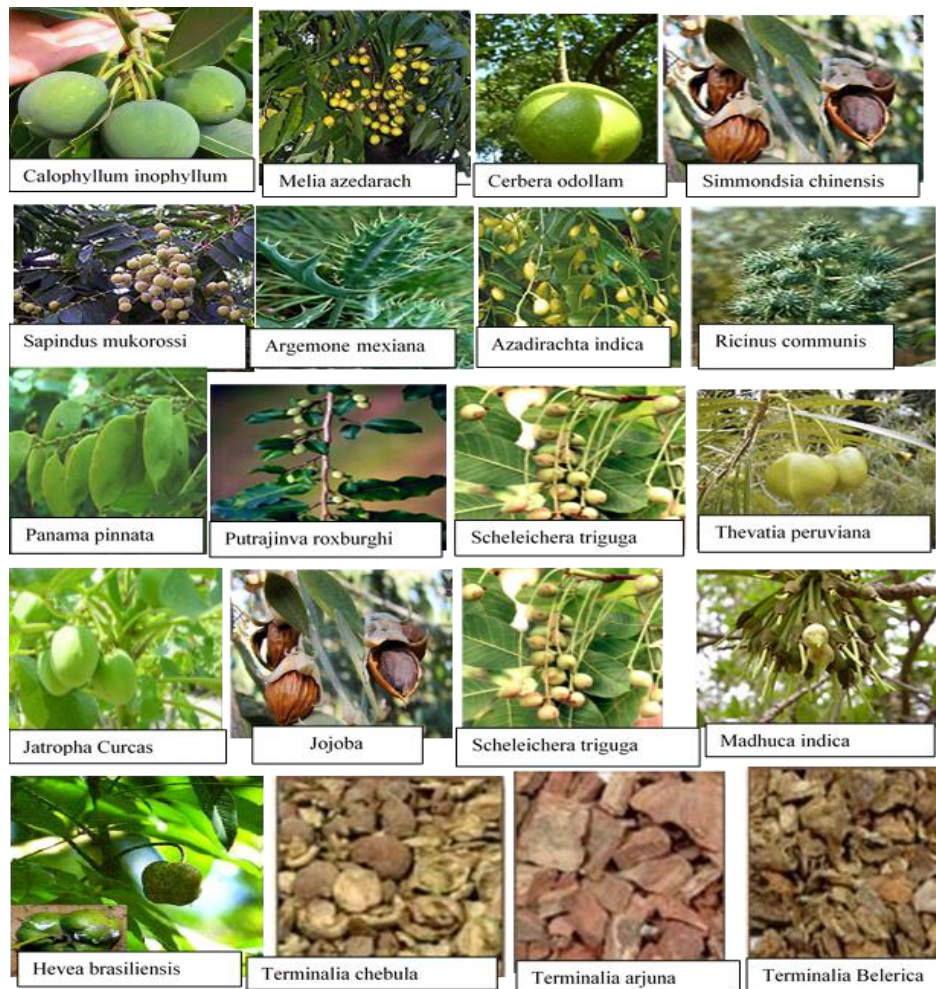 Calophyllum inophyllum
Melia azedarach
Cerbera odollam
Simmondsia chinensis
Sapindus mukorossi
Argemone mexiana
Azadirachta indica
Ricinus communis
Panama pinnata
Putrajinva roxburghi
Scheleichera triguga
Thevatia peruviana
Jatropha Curcas
Jojoba
Scheleichera triguga
Madhuca indica
Hevea brasiliensis
Terminalia chebula
Terminalia arjuna
Terminalia Belerica